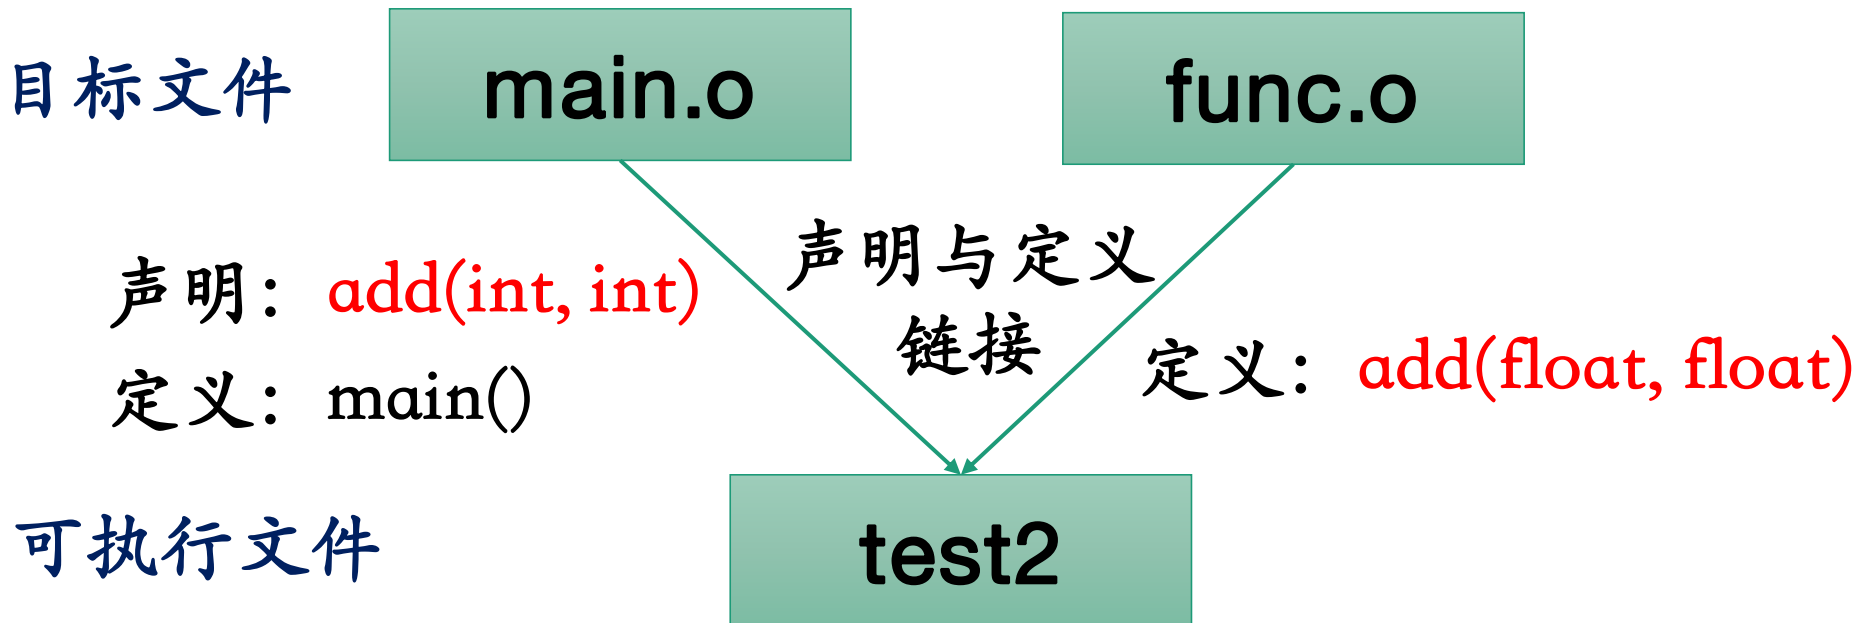 目标文件
main.o
func.o
声明：add(int, int)
定义：main()
声明与定义
链接
定义：add(float, float)
可执行文件
test2